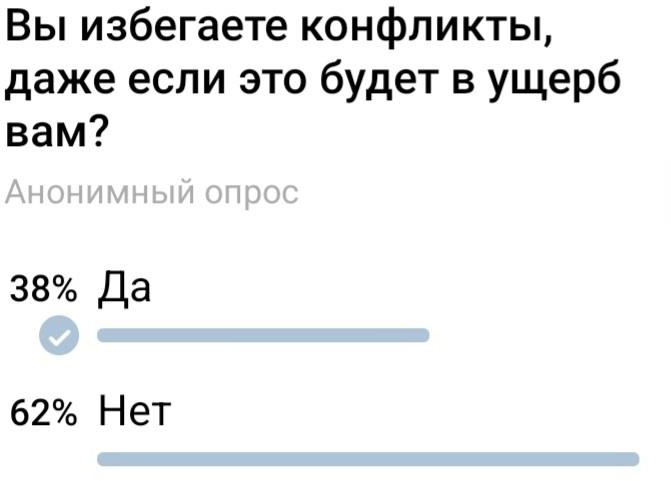 Вы избегаете конфликты,
даже если это будет в ущерб
вам?
Анонимный опрос
38% Да
62% Нет